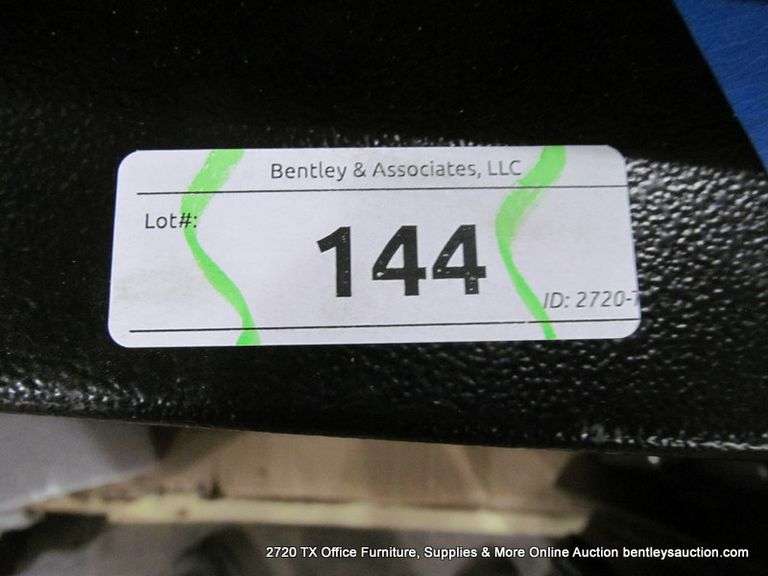 Bentley & Associates, LLC
Lot#:
144
ID: 2720-T
2720 TX Office Furniture, Supplies & More Online Auction bentleysauction.com